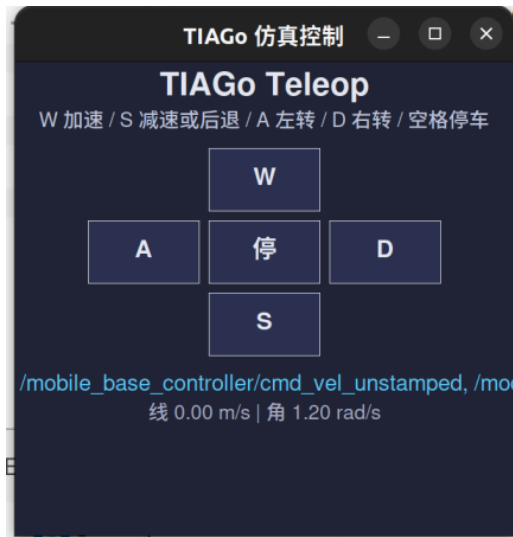 TIAGo 仿真控制
TIAGo Teleop
W 加速 / S 减速或后退 / A 左转 / D 右转 / 空格停车
W
A 停 D
S
/mobile_base_controller/cmd_vel_unstamped,
线 0.00 m/s | 角 1.20 rad/s